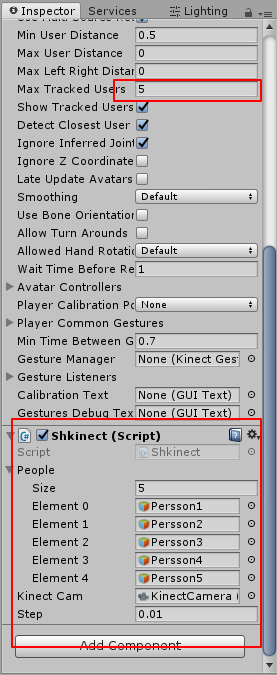 Inspector Services Lighting
Min User Distance 0.5
Max User Distance 0
Max Left Right Distar 0
Max Tracked Users 5
Show Tracked Users
Detect Closest User
Ignore Inferred Joint
Ignore Z Coordinate
Late Update Avatars
Smoothing Default
Use Bone Orientation
Allow Turn Arounds
Allowed Hand Rotatio Default
Wait Time Before Re 1
Avatar Controllers
Player Calibration Po None
Player Common Gestures
Min Time Between G 0.7
Gesture Manager None (Kinect Ges
Gesture Listeners
Calibration Text None (GUI Text)
Gestures Debug Tex None (GUI Text)
Shkinect (Script)
Script Shkinect
People
Size 5
Element 0 Persson1
Element 1 Persson2
Element 2 Persson3
Element 3 Persson4
Element 4 Persson5
Kinect Cam KinectCamera (
Step 0.01
Add Component